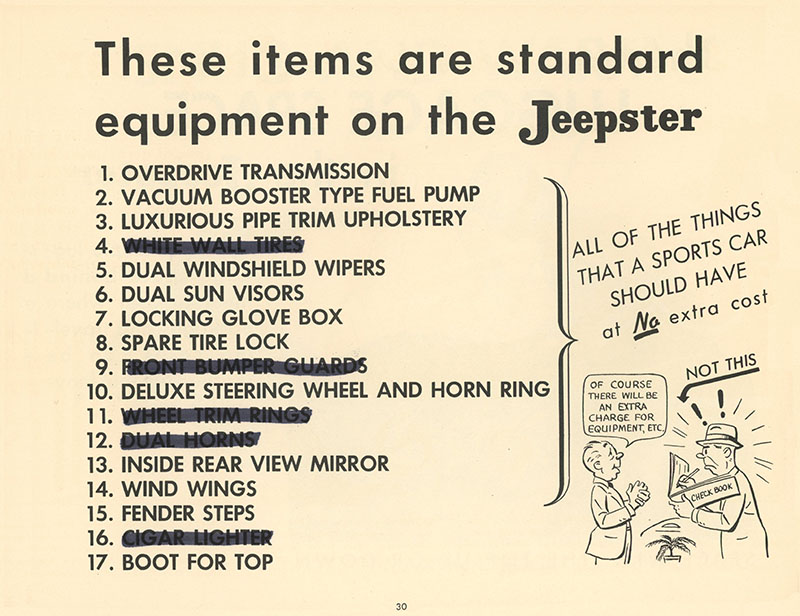 These items are standard
equipment on the Jeepster
1. OVERDRIVE TRANSMISSION
2. VACUUM BOOSTER TYPE FUEL PUMP
3. LUXURIOUS PIPE TRIM UPHOLSTERY
4. WHITE WALL TIRES
5. DUAL WINDSHIELD WIPERS
6. DUAL SUN VISORS
7. LOCKING GLOVE BOX
8. SPARE TIRE LOCK
9. FRONT BUMPER GUARDS
10. DELUXE STEERING WHEEL AND HORN RING
11. WHEEL TRIM RINGS
12. DUAL HORNS
13. INSIDE REAR VIEW MIRROR
14. WIND WINGS
15. FENDER STEPS
16. CIGAR LIGHTER
17. BOOT FOR TOP
ALL OF THE THINGS
THAT A SPORTS CAR
SHOULD HAVE
at No extra cost
NOT THIS
OF COURSE
THERE WILL BE
AN EXTRA
CHARGE FOR
EQUIPMENT, ETC.
! !
CHECK BOOK
30